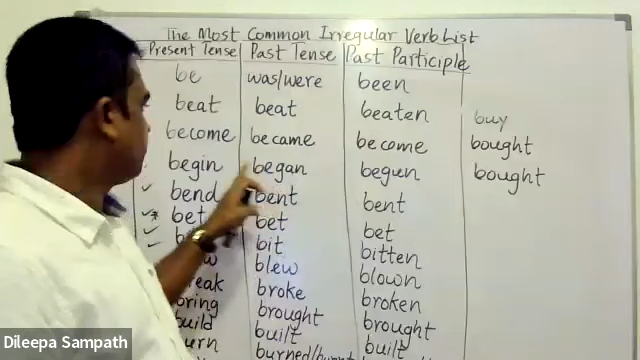 The Most Common Irregular Verb List
Present Tense Past Tense Past Participle
be was/were been
beat beat beaten buy
become became become bought
begin began begun bought
bend bent bent
bet bet bet
bit bitten
blew blown
broke broken
brought brought
build built built
Dileepa Sampath